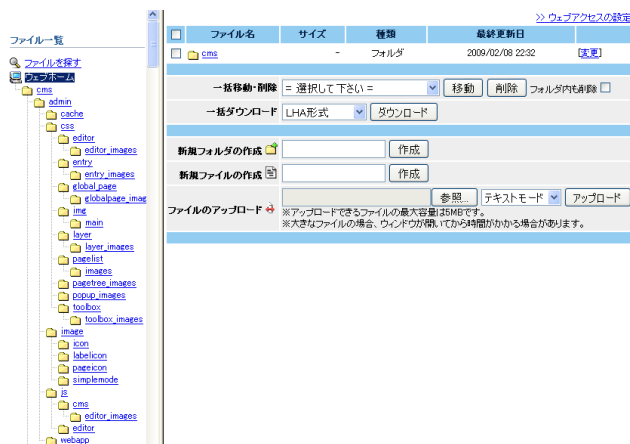 >> ウェブアクセスの設定
ファイル一覧
ファイルを探す
ウェブホーム
cms
admin
cache
css
editor
editor_images
entry
entry_images
global_page
globalpage_imag
img
main
layer
layer_images
pagelist
images
pagetree_images
popup_images
toolbox
toolbox_images
image
icon
labelicon
pageicon
simplemode
js
cms
editor_images
editor
webapp
ファイル名 サイズ 種類 最終更新日
cms - フォルダ 2009/02/08 22:32 [変更]
一括移動・削除 = 選択して下さい = 移動 削除 フォルダ内も削除
一括ダウンロード LHA形式 ダウンロード
新規フォルダの作成 作成
新規ファイルの作成 作成
ファイルのアップロード 参照... テキストモード アップロード
※アップロードできるファイルの最大容量は5MBです。
※大きなファイルの場合、ウィンドウが開いてから時間がかかる場合があります。